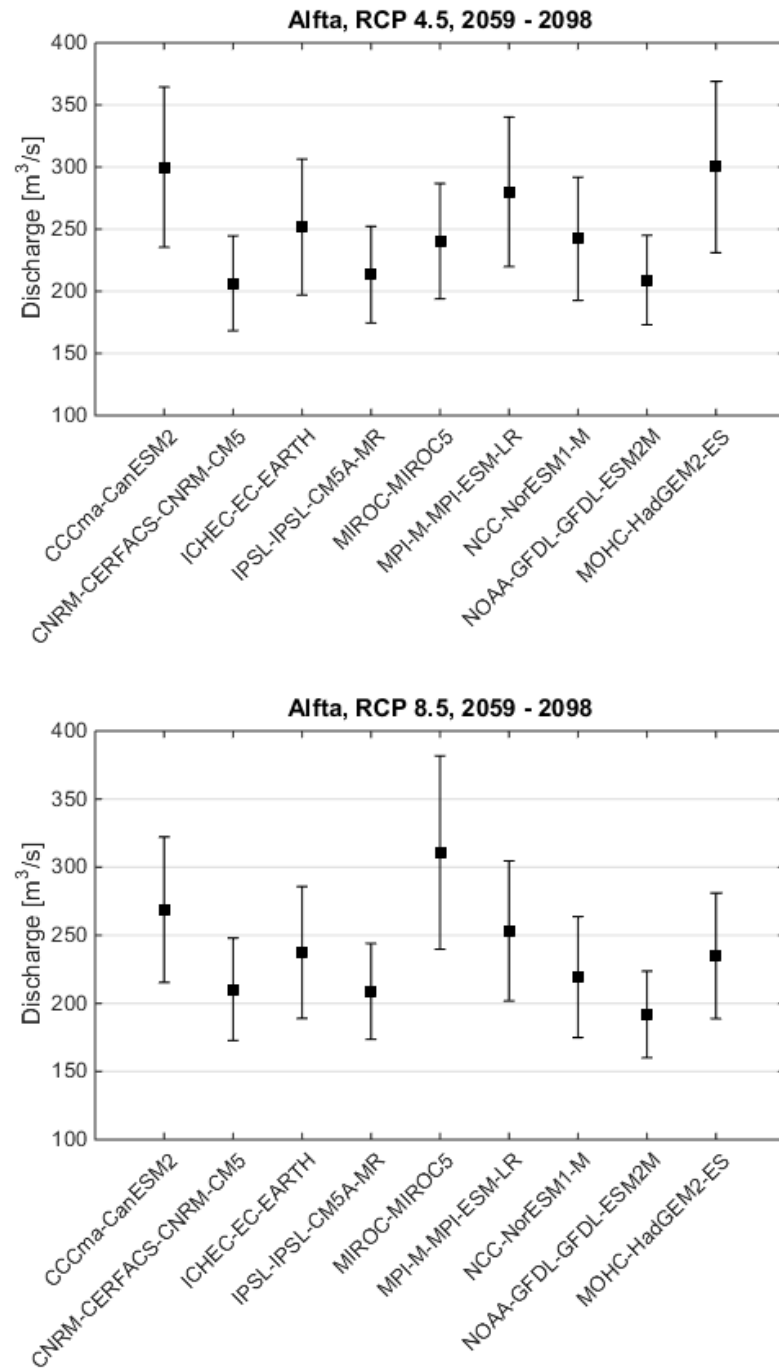 Alfta, RCP 4.5, 2059 - 2098
400
350
300
250
200
150
100
Discharge [m³/s]
CCCma-CanESM2
CNRM-CERFACS-CNRM-CM5
ICHEC-EC-EARTH
IPSL-IPSL-CM5A-MR
MIROC-MIROC5
MPI-M-MPI-ESM-LR
NCC-NorESM1-M
NOAA-GFDL-GFDL-ESM2M
MOHC-HadGEM2-ES
Alfta, RCP 8.5, 2059 - 2098
400
350
300
250
200
150
100
Discharge [m³/s]
CCCma-CanESM2
CNRM-CERFACS-CNRM-CM5
ICHEC-EC-EARTH
IPSL-IPSL-CM5A-MR
MIROC-MIROC5
MPI-M-MPI-ESM-LR
NCC-NorESM1-M
NOAA-GFDL-GFDL-ESM2M
MOHC-HadGEM2-ES